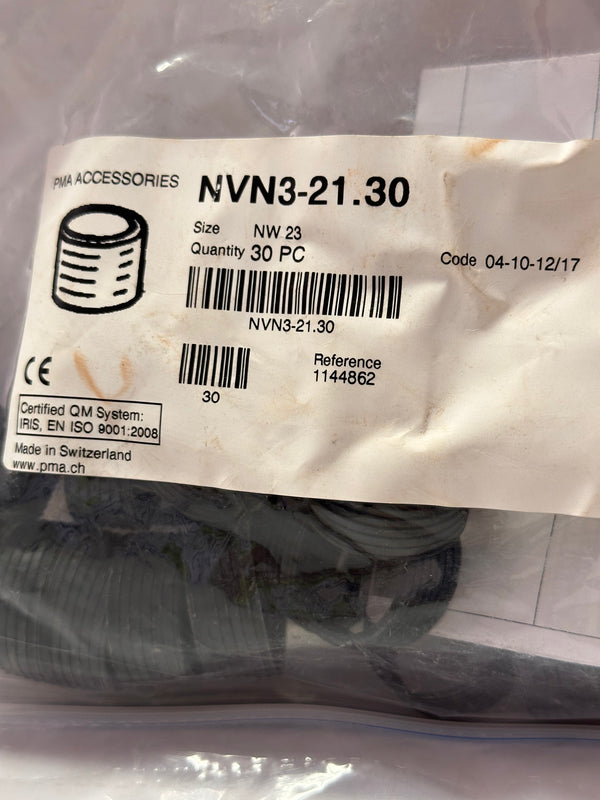 PMA ACCESSORIES
NVN3-21.30
Size NW 23
Quantity 30 PC
Code 04-10-12/17
NVN3-21.30
30
Reference
1144862
CE
Certified QM System:
IRIS, EN ISO 9001:2008
Made in Switzerland
www.pma.ch